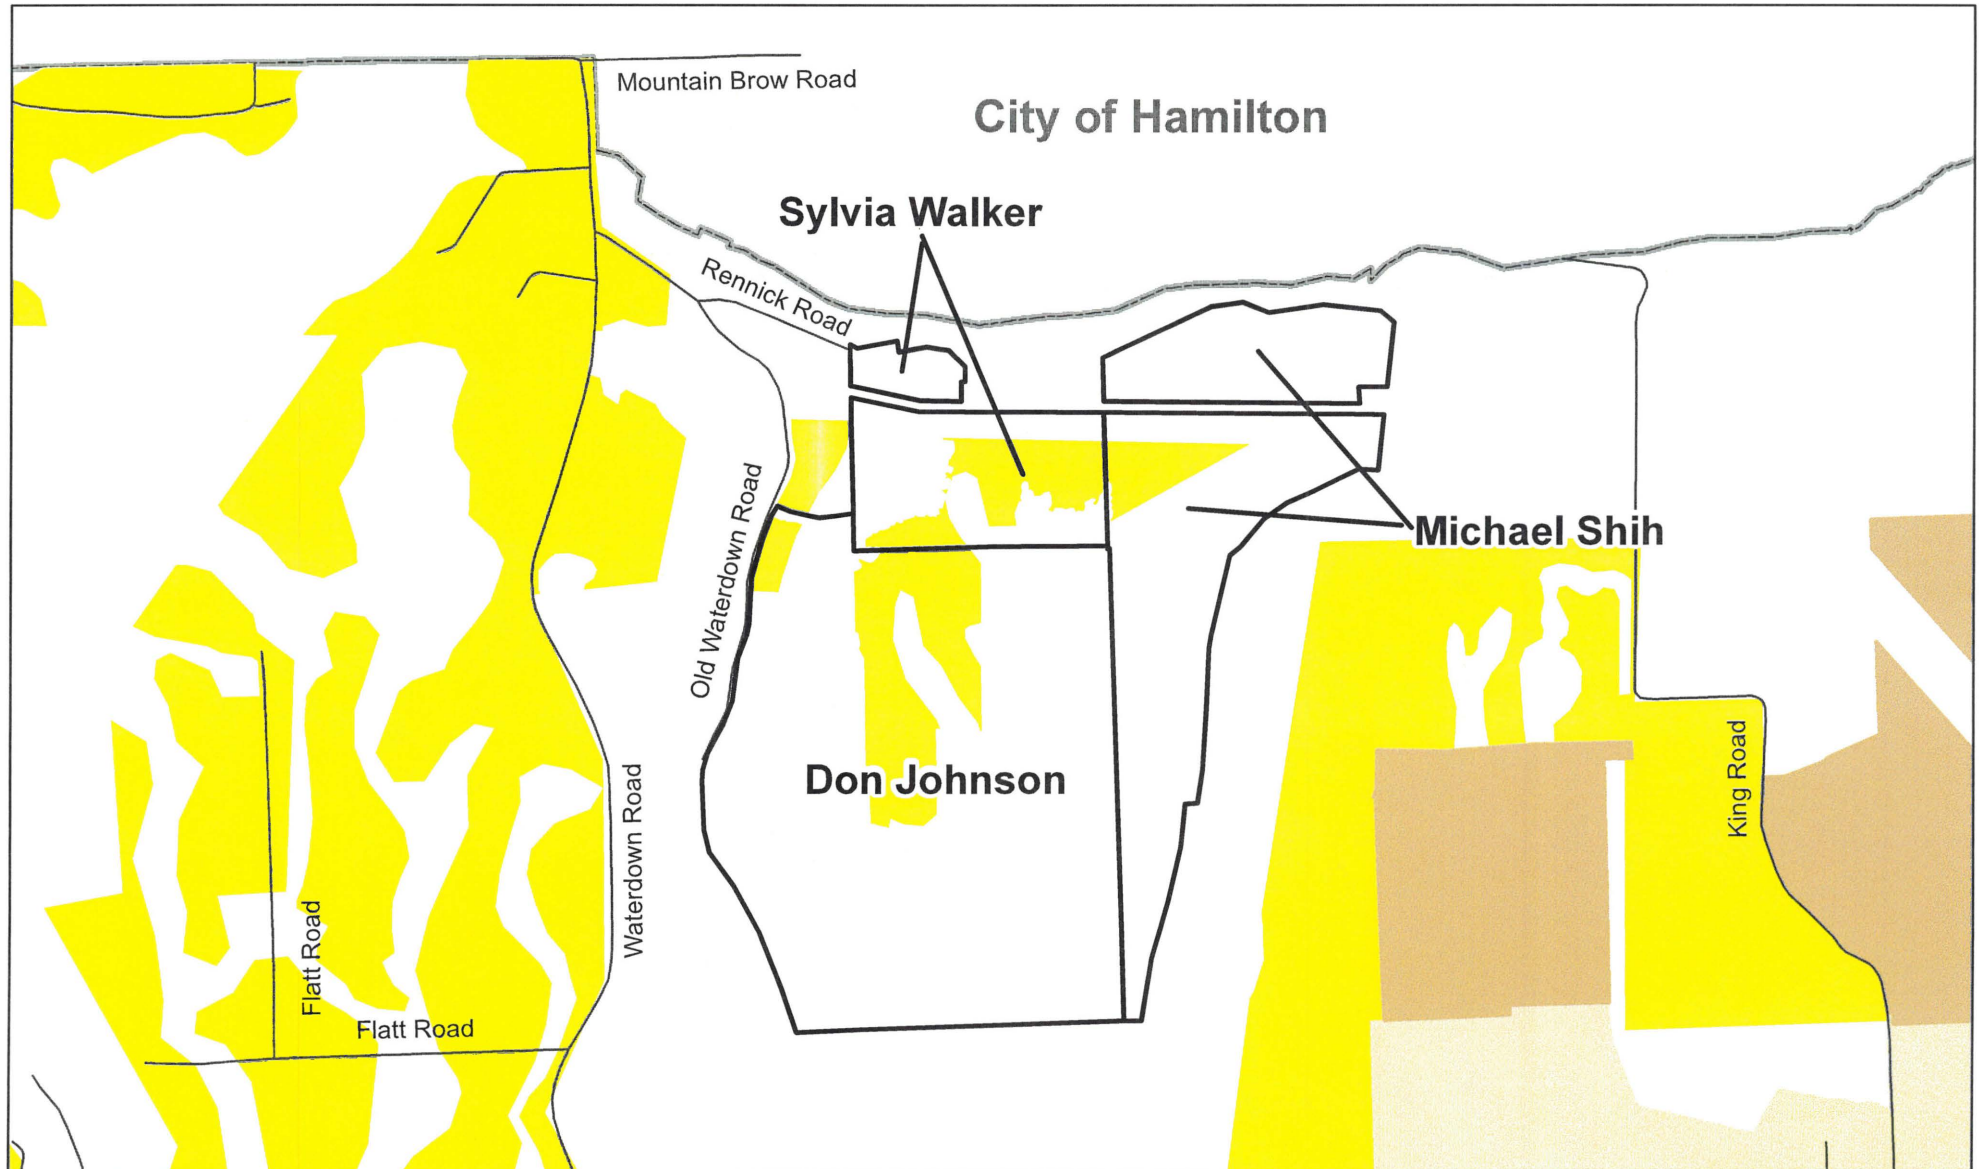 Mountain Brow Road
City of Hamilton
Sylvia Walker
Rennick Road
Old Waterdown Road
Michael Shih
Don Johnson
King Road
Waterdown Road
Flatt Road
Flatt Road